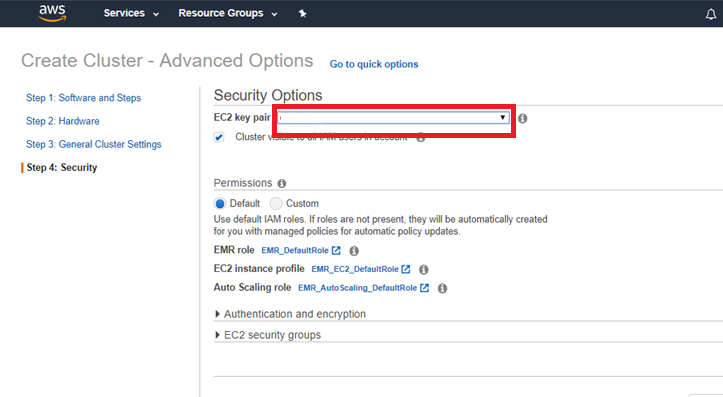 aws Services Resource Groups
Create Cluster - Advanced Options Go to quick options
Step 1: Software and Steps
Step 2: Hardware
Step 3: General Cluster Settings
Step 4: Security
Security Options
EC2 key pair
Cluster visible to all IAM users in account
Permissions
Default Custom
Use default IAM roles. If roles are not present, they will be automatically created
for you with managed policies for automatic policy updates.
EMR role EMR_DefaultRole
EC2 instance profile EMR_EC2_DefaultRole
Auto Scaling role EMR_AutoScaling_DefaultRole
Authentication and encryption
EC2 security groups